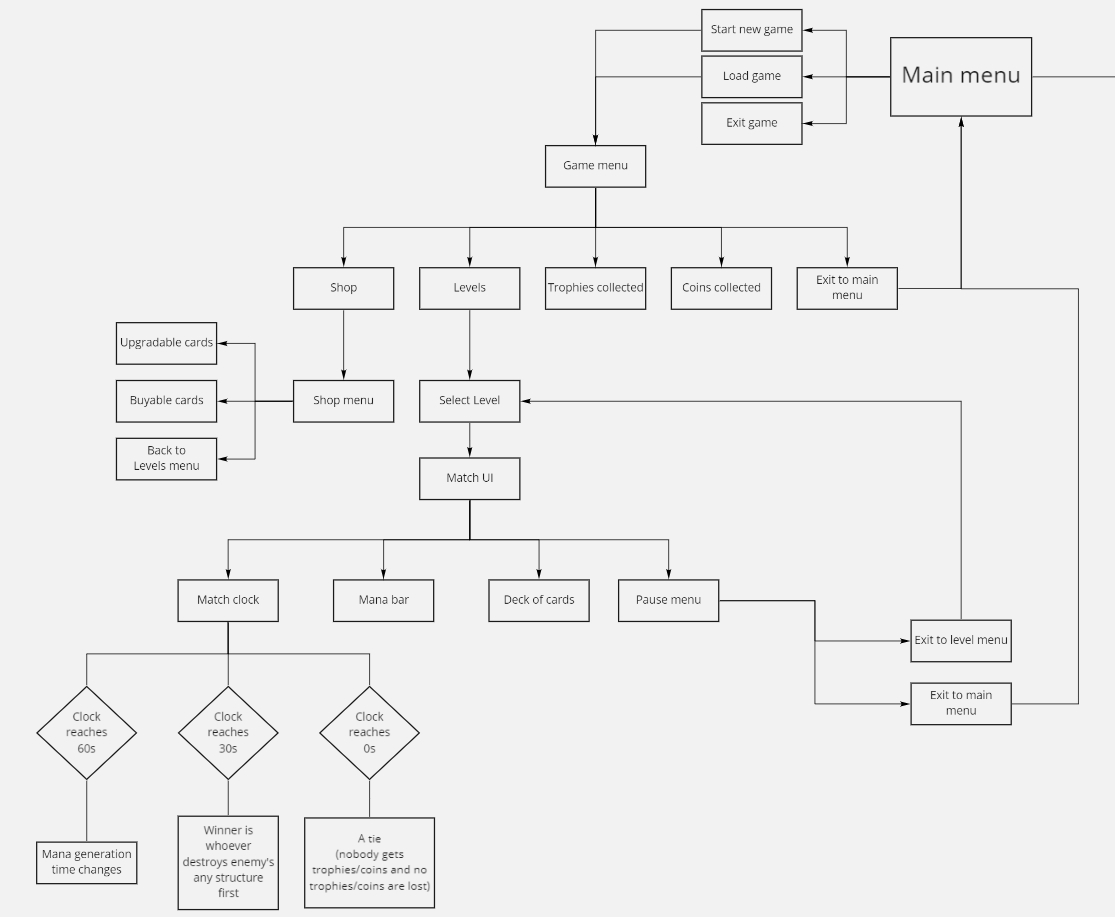 Start new game
Main menu
Load game
Exit game
Game menu
Shop
Levels
Trophies collected
Coins collected
Exit to main
menu
Upgradable cards
Buyable cards
Back to
Levels menu
Shop menu
Select Level
Match UI
Match clock
Mana bar
Deck of cards
Pause menu
Exit to level menu
Exit to main
menu
Clock
reaches
60s
Clock
reaches
30s
Clock
reaches
0s
Mana generation
time changes
Winner is
whoever
destroys enemy's
any structure
first
A tie
(nobody gets
trophies/coins and no
trophies/coins are lost)